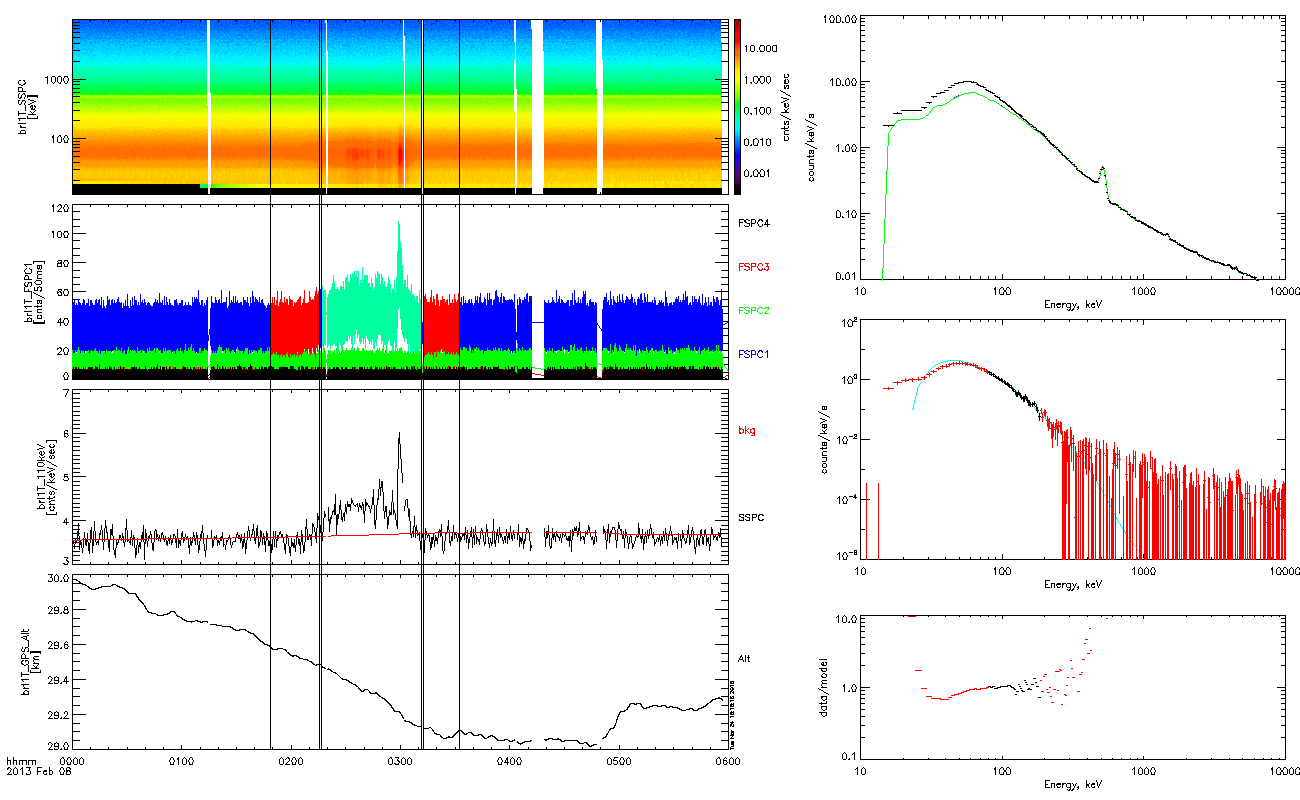 brl1T_SSPC
[keV]
1000
100
10.000
1.000
0.100
0.010
0.001
cnts/keV/sec
brl1T_FSPC1
[cnts/50ms]
120
100
80
60
40
20
0
FSPC4
FSPC3
FSPC2
FSPC1
brl1T_110keV
[cnts/keV/sec]
7
6
5
4
3
bkg
SSPC
brl1T_GPS_Alt
[km]
30.0
29.8
29.6
29.4
29.2
29.0
Alt
hhmm
2013 Feb 06
0000 0100 0200 0300 0400 0500 0600
counts/keV/s
100.00
10.00
1.00
0.10
0.01
10 100 1000 10000
Energy, keV
counts/keV/s
10^2
10^0
10^-2
10^-4
10^-6
10 100 1000 10000
Energy, keV
data/model
10.0
1.0
0.1
10 100 1000 10000
Energy, keV